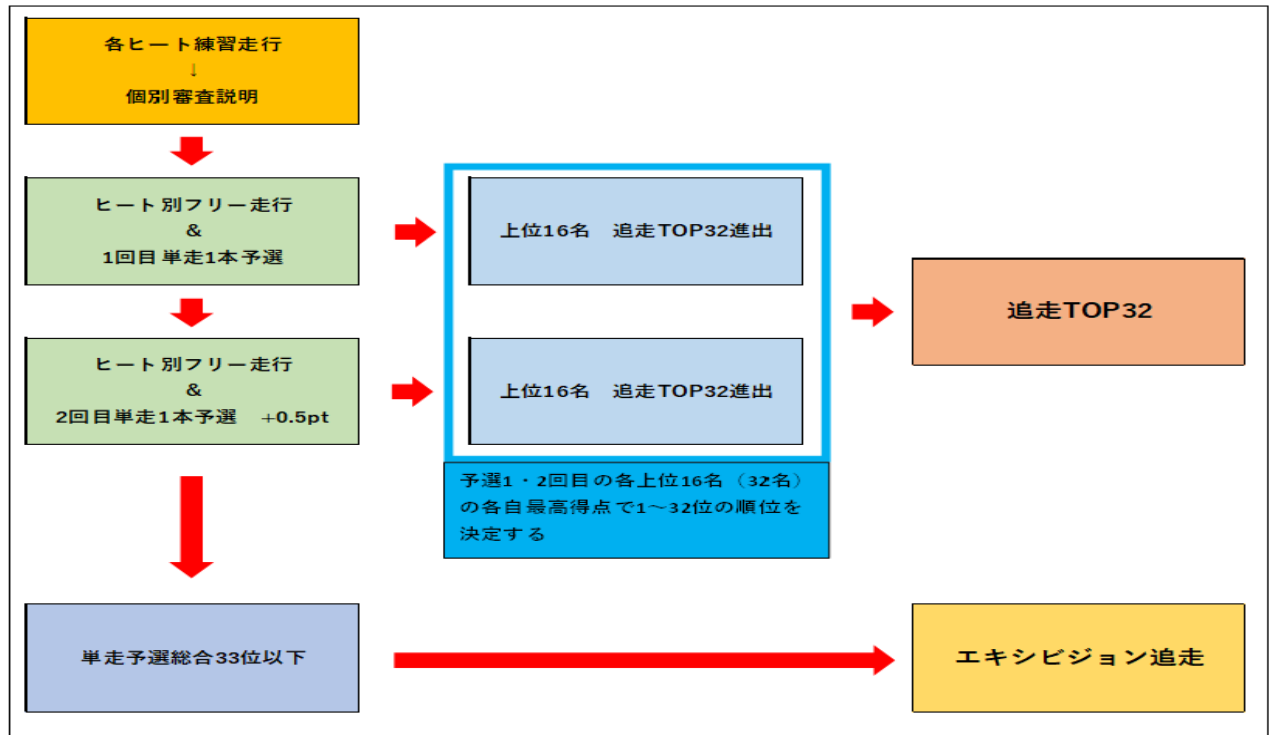 各ヒート練習走行
↓
個別審査説明
ヒート別フリー走行
&
1回目単走1本予選
上位16名　追走TOP32進出
追走TOP32
ヒート別フリー走行
&
2回目単走1本予選　+0.5pt
上位16名　追走TOP32進出
予選1・2回目の各上位16名（32名）
の各自最高得点で1～32位の順位を
決定する
単走予選総合33位以下
エキシビジョン追走